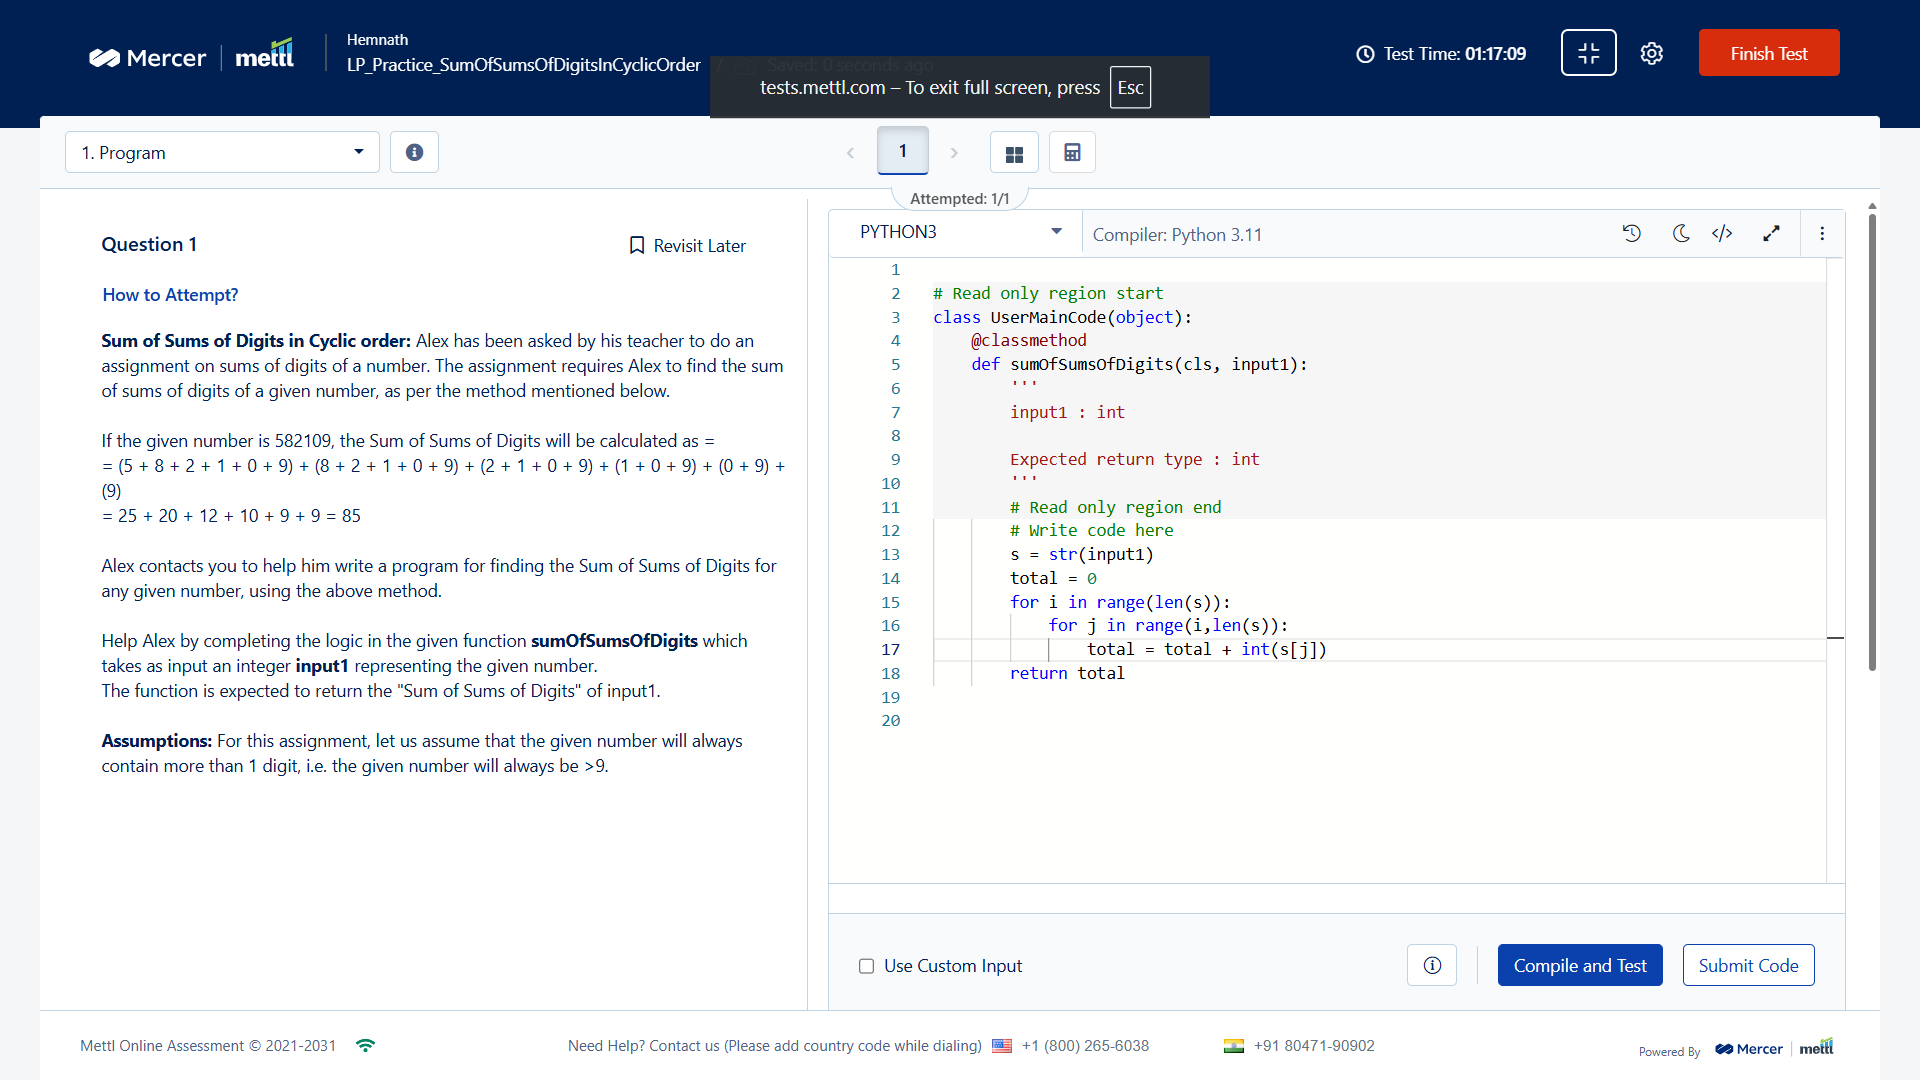 Mercer
mettl
Hemnath
LP_Practice_SumOfSumsOfDigitsInCyclicOrder
/
Saved: 0 seconds ago
tests.mettl.com – To exit full screen, press Esc
Test Time: 01:17:09
Finish Test
1. Program
1
Attempted: 1/1
Question 1
Revisit Later
How to Attempt?
Sum of Sums of Digits in Cyclic order: Alex has been asked by his teacher to do an
assignment on sums of digits of a number. The assignment requires Alex to find the sum
of sums of digits of a given number, as per the method mentioned below.
If the given number is 582109, the Sum of Sums of Digits will be calculated as =
= (5 + 8 + 2 + 1 + 0 + 9) + (8 + 2 + 1 + 0 + 9) + (2 + 1 + 0 + 9) + (1 + 0 + 9) + (0 + 9) +
(9)
= 25 + 20 + 12 + 10 + 9 + 9 = 85
Alex contacts you to help him write a program for finding the Sum of Sums of Digits for
any given number, using the above method.
Help Alex by completing the logic in the given function sumOfSumsOfDigits which
takes as input an integer input1 representing the given number.
The function is expected to return the "Sum of Sums of Digits" of input1.
Assumptions: For this assignment, let us assume that the given number will always
contain more than 1 digit, i.e. the given number will always be >9.
PYTHON3
Compiler: Python 3.11
1
2 # Read only region start
3 class UserMainCode(object):
4 @classmethod
5 def sumOfSumsOfDigits(cls, input1):
6 '''
7 input1 : int
8
9 Expected return type : int
10 '''
11 # Read only region end
12 # Write code here
13 s = str(input1)
14 total = 0
15 for i in range(len(s)):
16 for j in range(i,len(s)):
17 total = total + int(s[j])
18 return total
19
20
Use Custom Input
Compile and Test
Submit Code
Mettl Online Assessment © 2021-2031
Need Help? Contact us (Please add country code while dialing)
+1 (800) 265-6038
+91 80471-90902
Powered By
Mercer
mettl